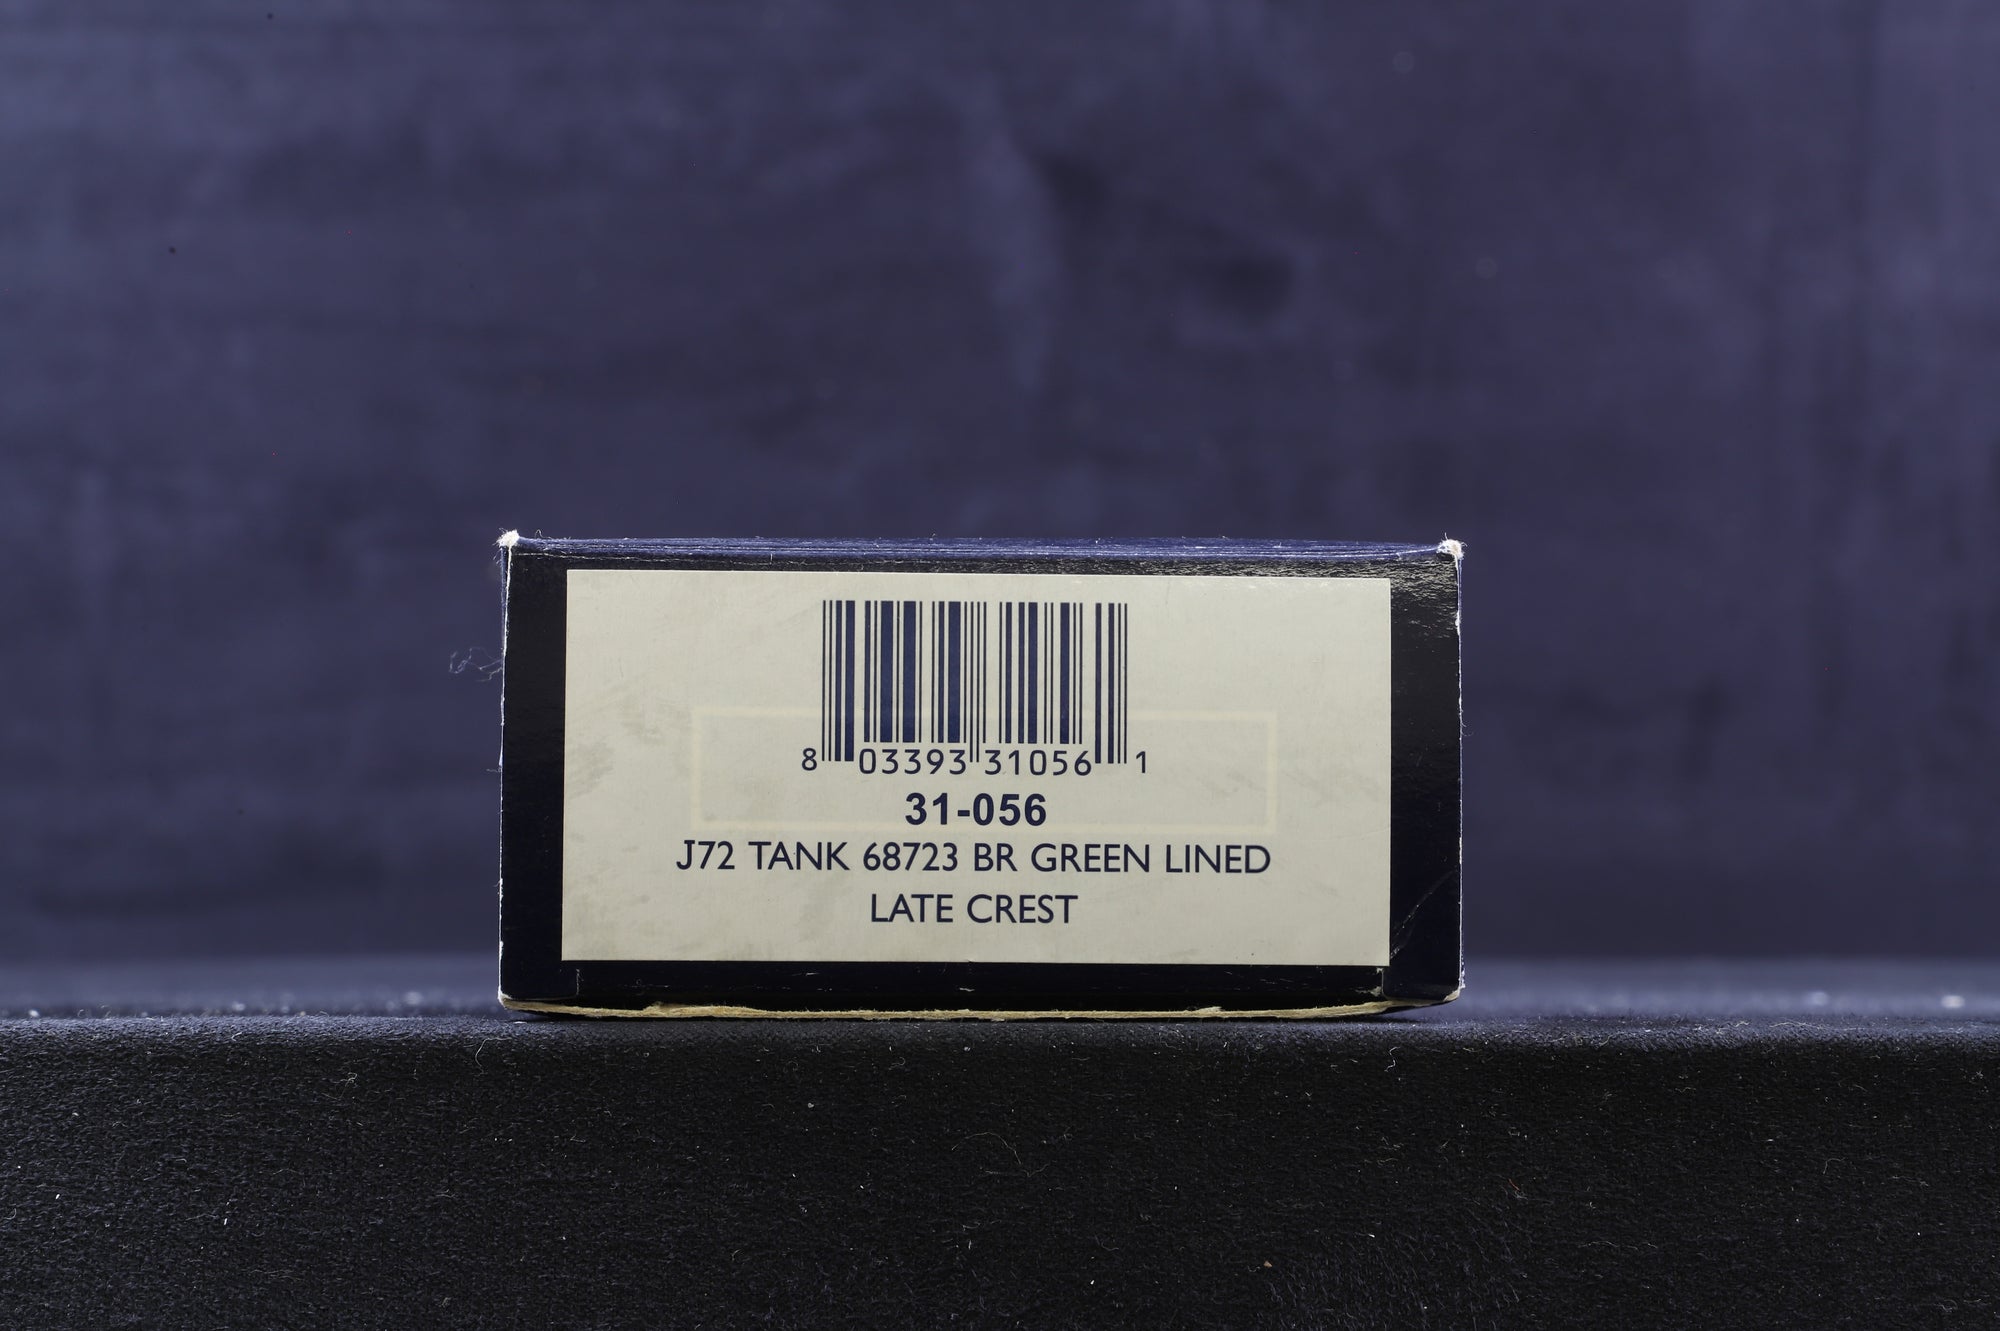 8 03393 31056 1
31-056
J72 TANK 68723 BR GREEN LINED
LATE CREST